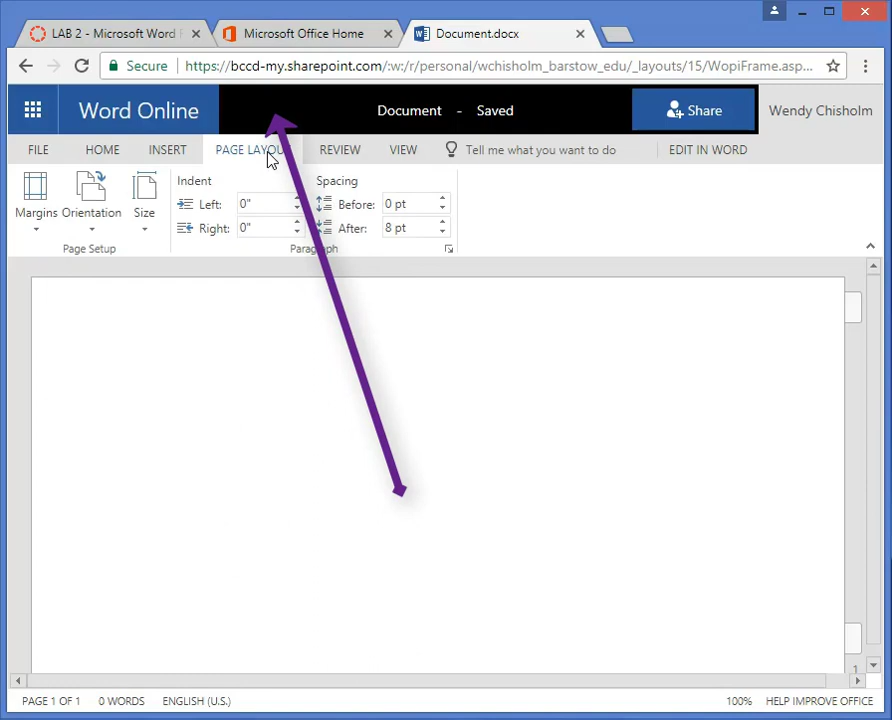 LAB 2 - Microsoft Word
Microsoft Office Home
Document.docx
Secure
https://bccd-my.sharepoint.com/:w:/r/personal/wchisholm_barstow_edu/_layouts/15/WopiFrame.asp...
Word Online
Document - Saved
Share
Wendy Chisholm
FILE HOME INSERT PAGE LAYOUT REVIEW VIEW Tell me what you want to do EDIT IN WORD
Indent Spacing
Left: 0" Before: 0 pt
Margins Orientation Size
Right: 0" After: 8 pt
Page Setup Paragraph
1
PAGE 1 OF 1 0 WORDS ENGLISH (U.S.) 100% HELP IMPROVE OFFICE